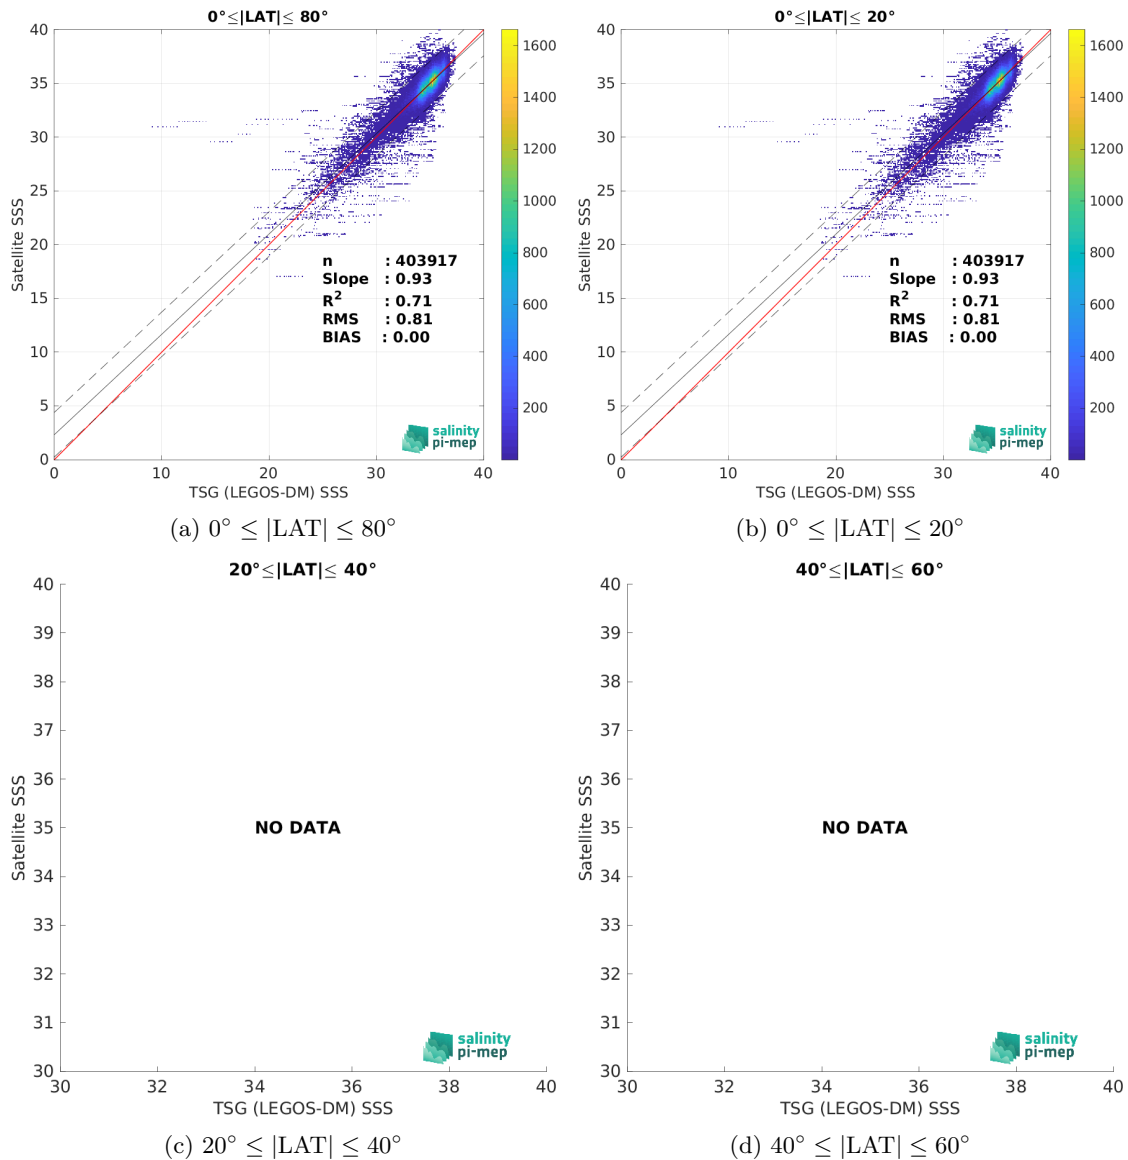 0°≤|LAT|≤ 80°
40
35
30
25
20
15
10
5
0
0
10
20
30
40
Satellite SSS
TSG (LEGOS-DM) SSS
n : 403917
Slope : 0.93
R² : 0.71
RMS : 0.81
BIAS : 0.00
salinity
pi-mep
1600
1400
1200
1000
800
600
400
200
(a) 0° ≤ |LAT| ≤ 80°
0°≤|LAT|≤ 20°
40
35
30
25
20
15
10
5
0
0
10
20
30
40
Satellite SSS
TSG (LEGOS-DM) SSS
n : 403917
Slope : 0.93
R² : 0.71
RMS : 0.81
BIAS : 0.00
salinity
pi-mep
1600
1400
1200
1000
800
600
400
200
(b) 0° ≤ |LAT| ≤ 20°
20°≤|LAT|≤ 40°
40
39
38
37
36
35
34
33
32
31
30
30
32
34
36
38
40
Satellite SSS
NO DATA
salinity
pi-mep
TSG (LEGOS-DM) SSS
(c) 20° ≤ |LAT| ≤ 40°
40°≤|LAT|≤ 60°
40
39
38
37
36
35
34
33
32
31
30
30
32
34
36
38
40
Satellite SSS
NO DATA
salinity
pi-mep
TSG (LEGOS-DM) SSS
(d) 40° ≤ |LAT| ≤ 60°